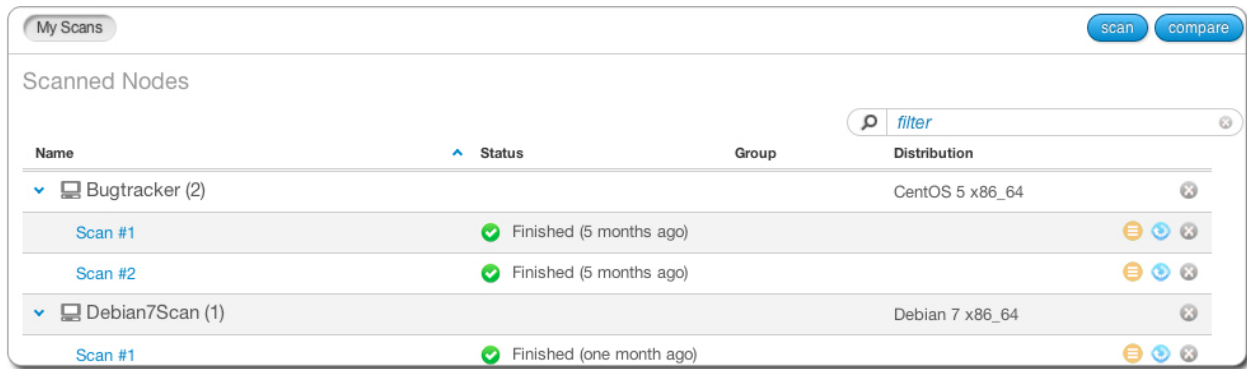 My Scans scan compare
Scanned Nodes
filter
Name Status Group Distribution
Bugtracker (2) CentOS 5 x86_64
Scan #1 Finished (5 months ago)
Scan #2 Finished (5 months ago)
Debian7Scan (1) Debian 7 x86_64
Scan #1 Finished (one month ago)